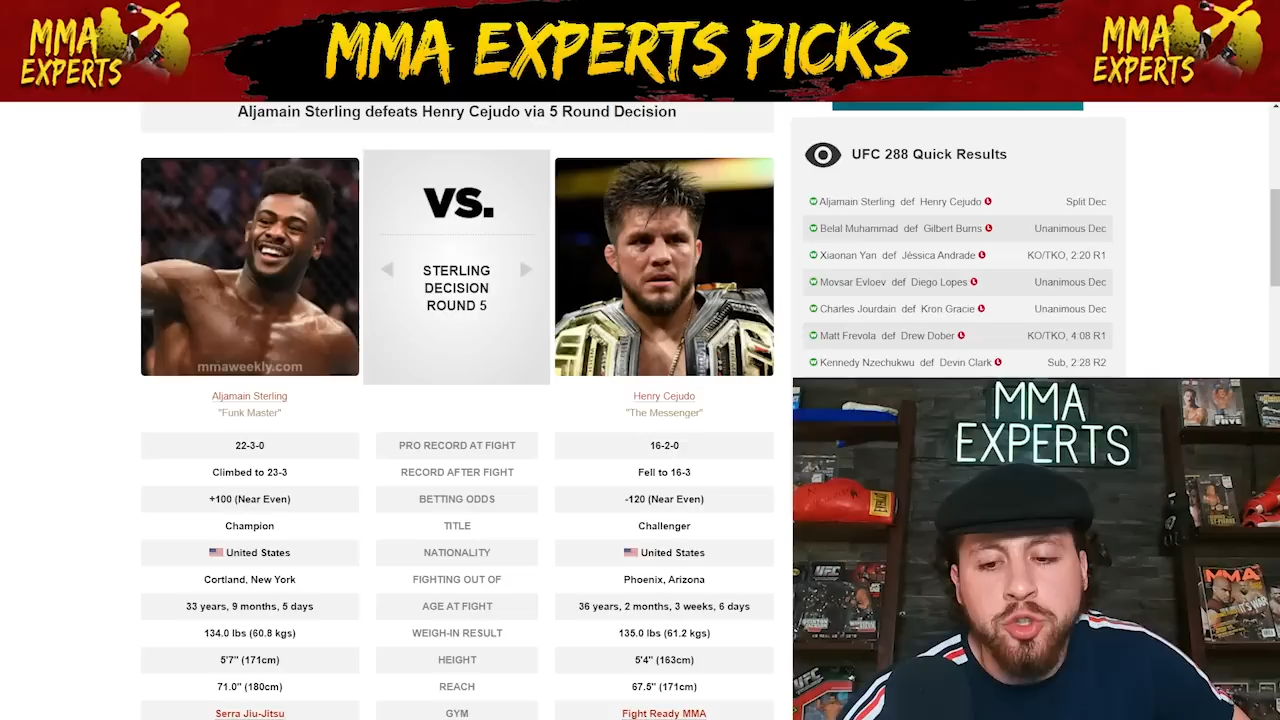 MMA
EXPERTS
MMA EXPERTS PICKS
MMA
EXPERTS
Aljamain Sterling defeats Henry Cejudo via 5 Round Decision
mmaweekly.com
VS.
STERLING
DECISION
ROUND 5
Aljamain Sterling
"Funk Master"
Henry Cejudo
"The Messenger"
22-3-0 PRO RECORD AT FIGHT 16-2-0
Climbed to 23-3 RECORD AFTER FIGHT Fell to 16-3
+100 (Near Even) BETTING ODDS -120 (Near Even)
Champion TITLE Challenger
United States NATIONALITY United States
Cortland, New York FIGHTING OUT OF Phoenix, Arizona
33 years, 9 months, 5 days AGE AT FIGHT 36 years, 2 months, 3 weeks, 6 days
134.0 lbs (60.8 kgs) WEIGH-IN RESULT 135.0 lbs (61.2 kgs)
5'7" (171cm) HEIGHT 5'4" (163cm)
71.0" (180cm) REACH 67.5" (171cm)
Serra Jiu-Jitsu GYM Fight Ready MMA
UFC 288 Quick Results
W Aljamain Sterling def Henry Cejudo L Split Dec
W Belal Muhammad def Gilbert Burns L Unanimous Dec
W Xiaonan Yan def Jéssica Andrade L KO/TKO, 2:20 R1
W Movsar Evloev def Diego Lopes L Unanimous Dec
W Charles Jourdain def Kron Gracie L Unanimous Dec
W Matt Frevola def Drew Dober L KO/TKO, 4:08 R1
W Kennedy Nzechukwu def Devin Clark L Sub, 2:28 R2
MMA
EXPERTS
UFC
MMA
UFC